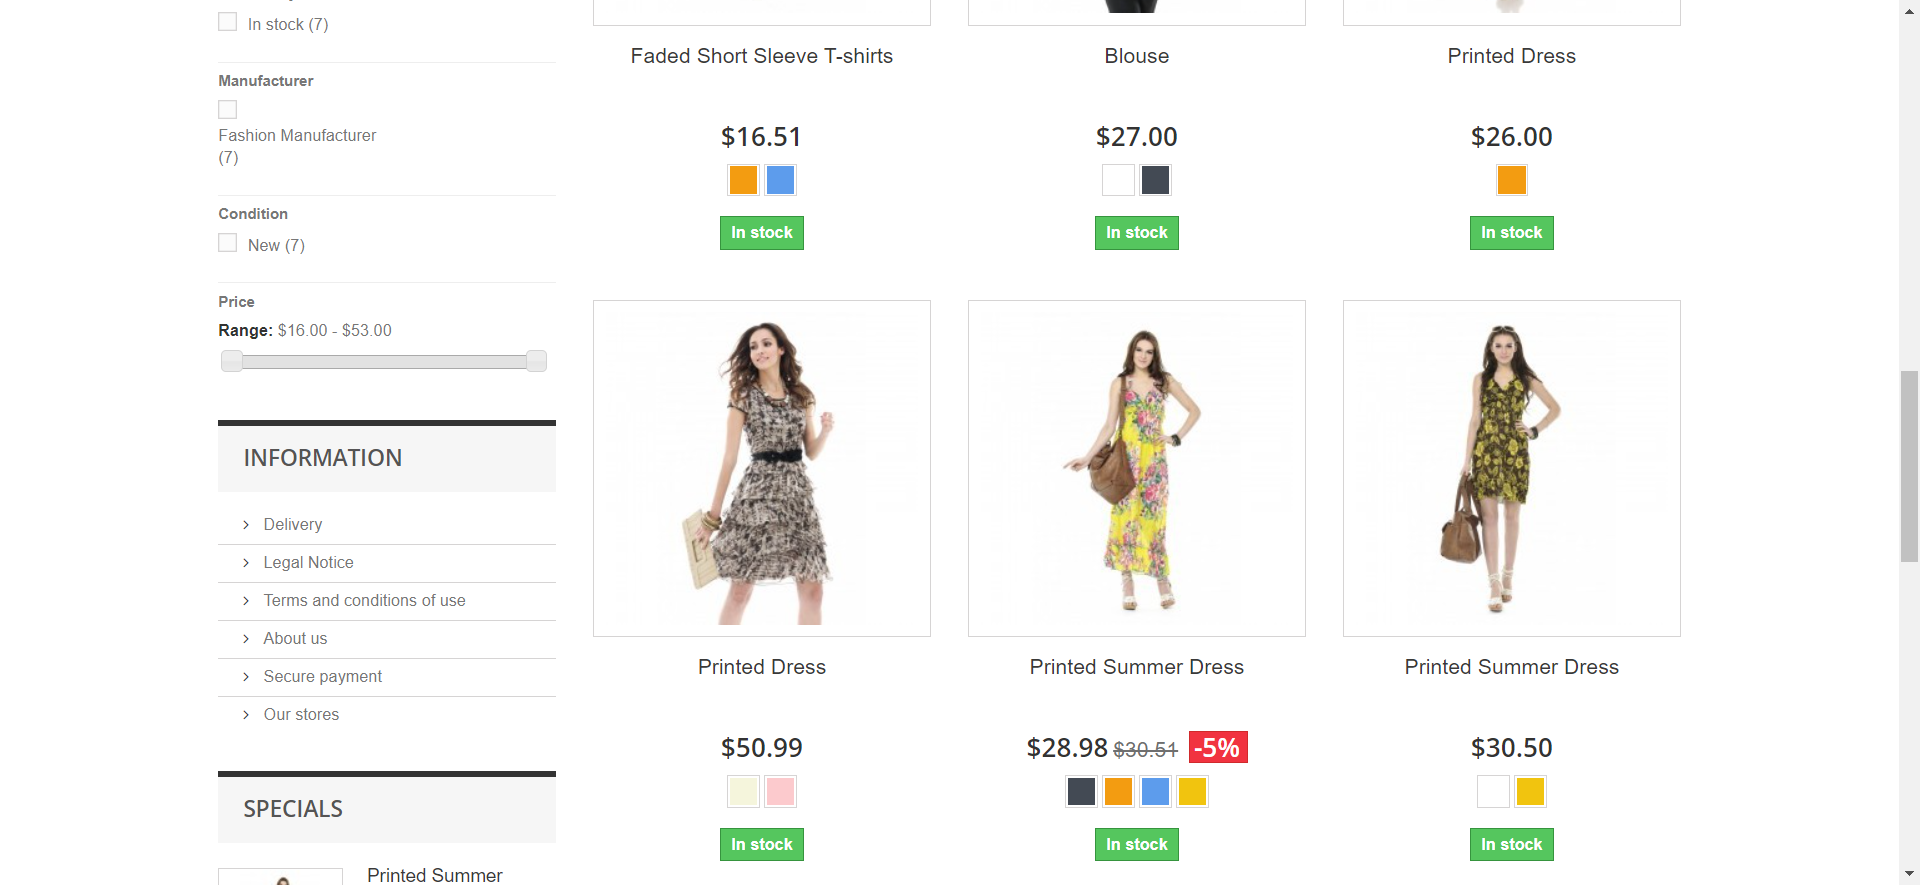 In stock (7)
Manufacturer
Fashion Manufacturer
(7)
Condition
New (7)
Price
Range: $16.00 - $53.00
INFORMATION
Delivery
Legal Notice
Terms and conditions of use
About us
Secure payment
Our stores
SPECIALS
Printed Summer
Faded Short Sleeve T-shirts
$16.51
In stock
Blouse
$27.00
In stock
Printed Dress
$26.00
In stock
Printed Dress
$50.99
In stock
Printed Summer Dress
$28.98 $30.51 -5%
In stock
Printed Summer Dress
$30.50
In stock